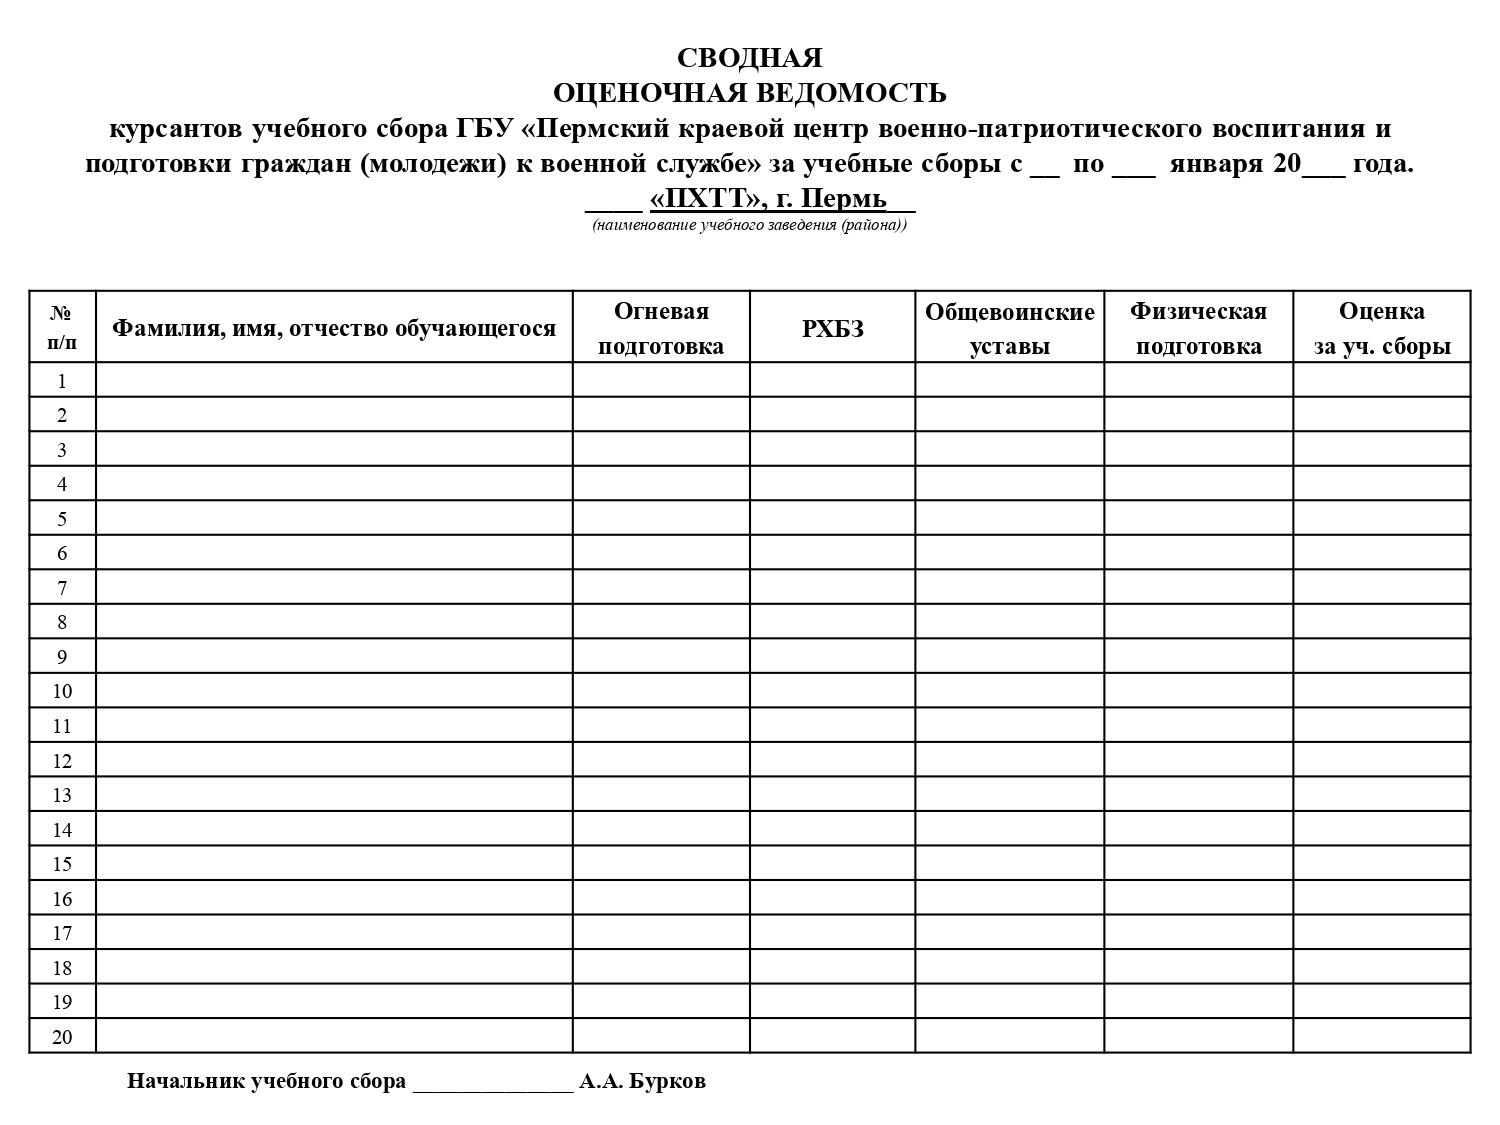 СВОДНАЯ
ОЦЕНОЧНАЯ ВЕДОМОСТЬ
курсантов учебного сбора ГБУ «Пермский краевой центр военно-патриотического воспитания и
подготовки граждан (молодежи) к военной службе» за учебные сборы с __ по ___ января 20___ года.
____ «ПХТТ», г. Пермь__
(наименование учебного заведения (района))
№ п/п Фамилия, имя, отчество обучающегося Огневая подготовка РХБЗ Общевоинские уставы Физическая подготовка Оценка за уч. сборы
1
2
3
4
5
6
7
8
9
10
11
12
13
14
15
16
17
18
19
20
Начальник учебного сбора ______________ А.А. Бурков